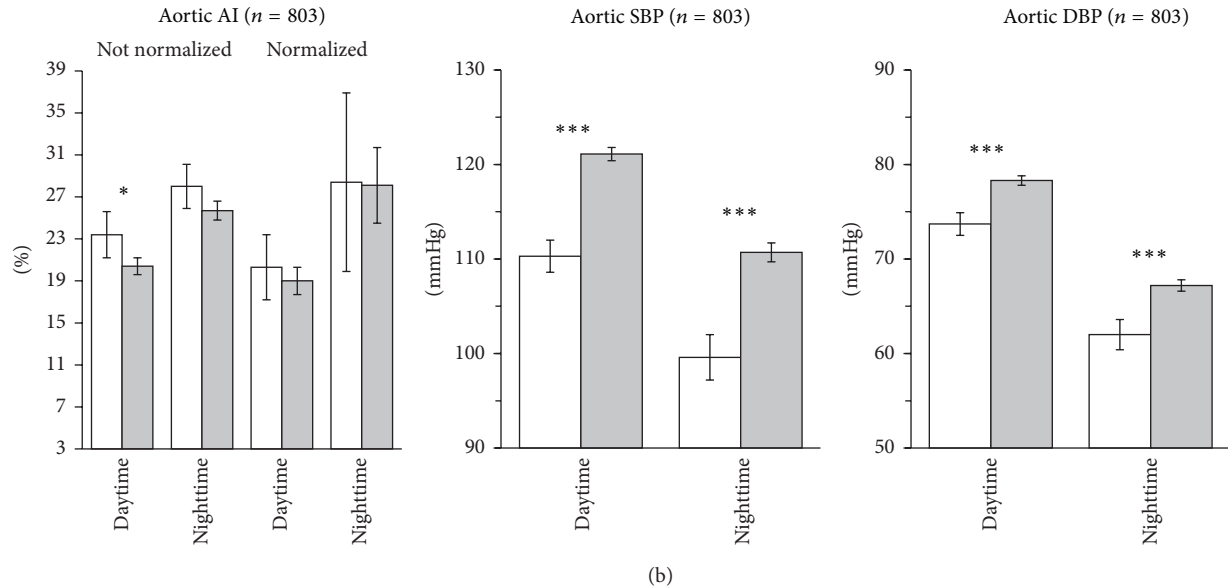 Aortic AI (n = 803)
Not normalized Normalized
39
35
31
27
23
19
15
11
7
3
(%)
*
Daytime
Nighttime
Daytime
Nighttime
Aortic SBP (n = 803)
130
120
110
100
90
(mmHg)
***
***
Daytime
Nighttime
Aortic DBP (n = 803)
90
80
70
60
50
(mmHg)
***
***
Daytime
Nighttime
(b)